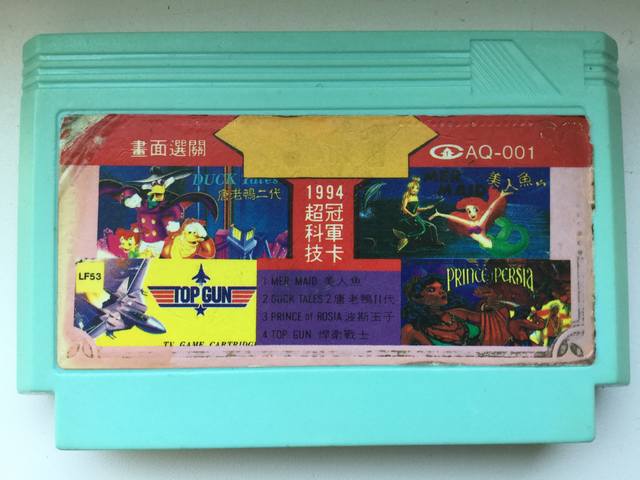 畫面選關
AQ-001
DUCK Tales
唐老鴨二代
1994
超科技
冠軍卡
MER
MAID
美人魚
LF53
TOP GUN
TV GAME CARTRIDGE
1 MER MAID 美人魚
2 DUCK TALES 2 唐老鴨II代
3 PRINCE of ROSIA 波斯王子
4 TOP GUN 悍衛戰士
PRINCE of PERSIA